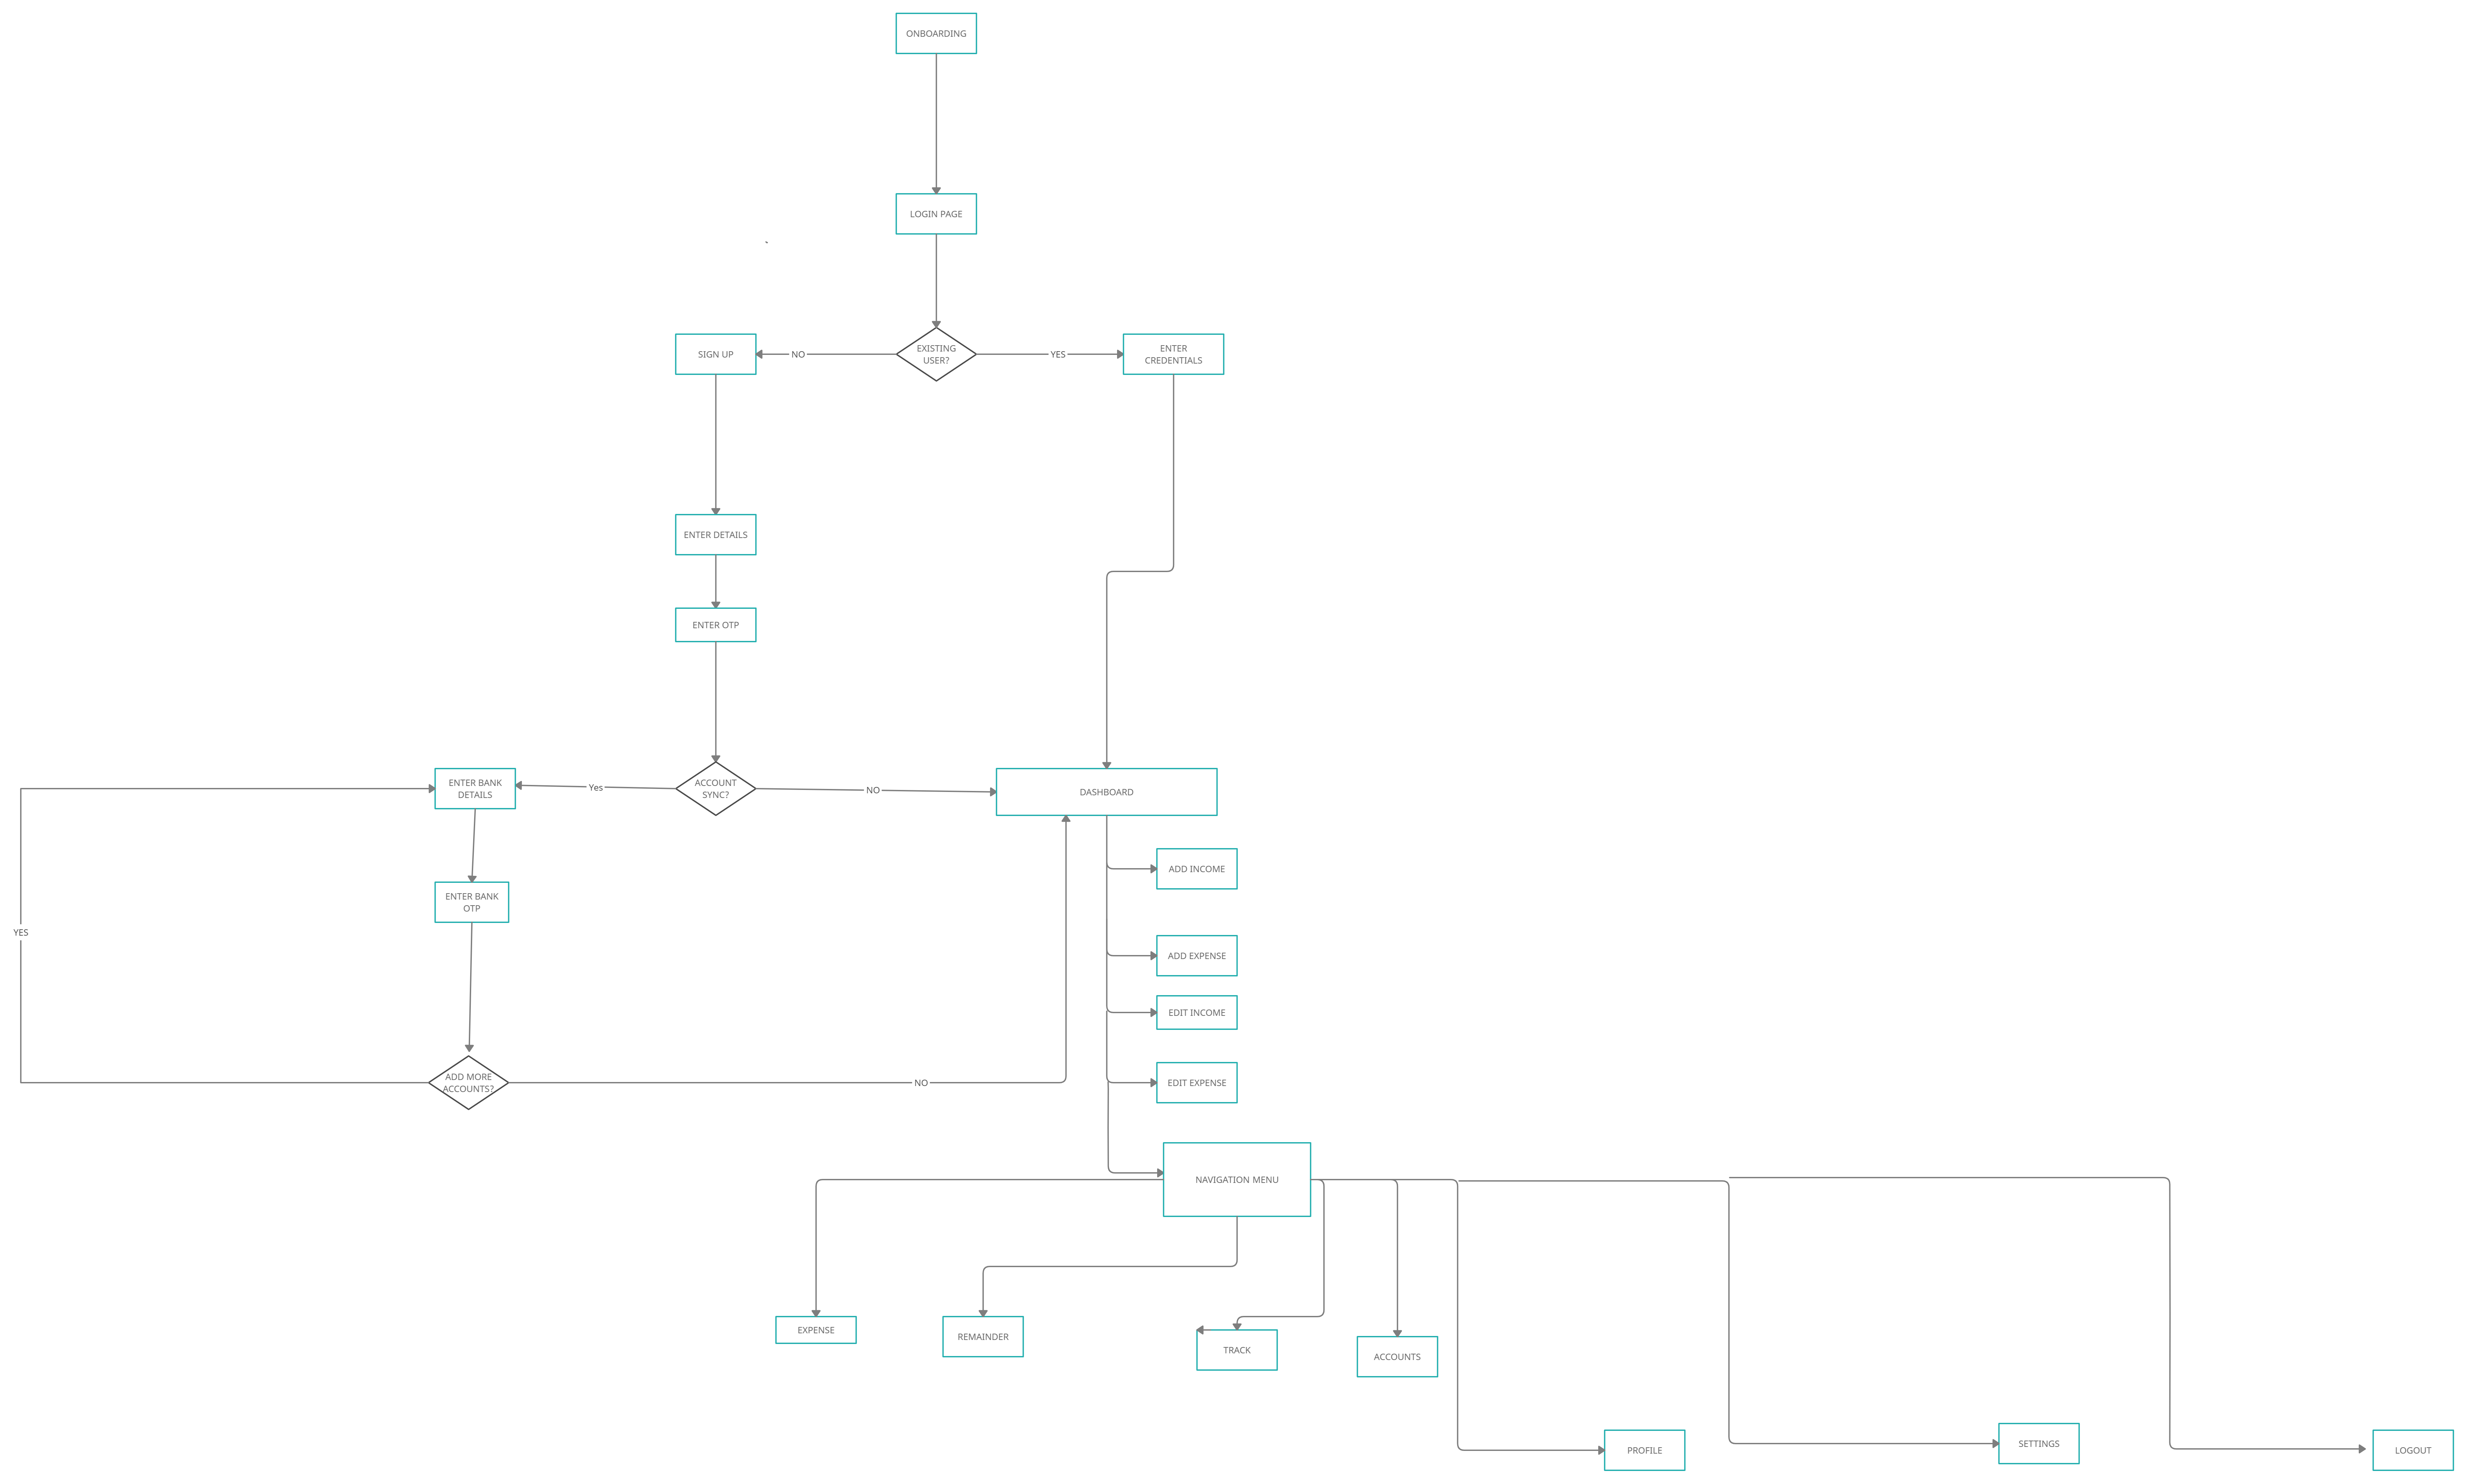 ONBOARDING
LOGIN PAGE
`
SIGN UP
NO
EXISTING
USER?
YES
ENTER
CREDENTIALS
ENTER DETAILS
ENTER OTP
ENTER BANK
DETAILS
Yes
ACCOUNT
SYNC?
NO
DASHBOARD
ADD INCOME
ENTER BANK
OTP
YES
ADD EXPENSE
EDIT INCOME
ADD MORE
ACCOUNTS?
NO
EDIT EXPENSE
NAVIGATION MENU
EXPENSE
REMAINDER
TRACK
ACCOUNTS
PROFILE
SETTINGS
LOGOUT